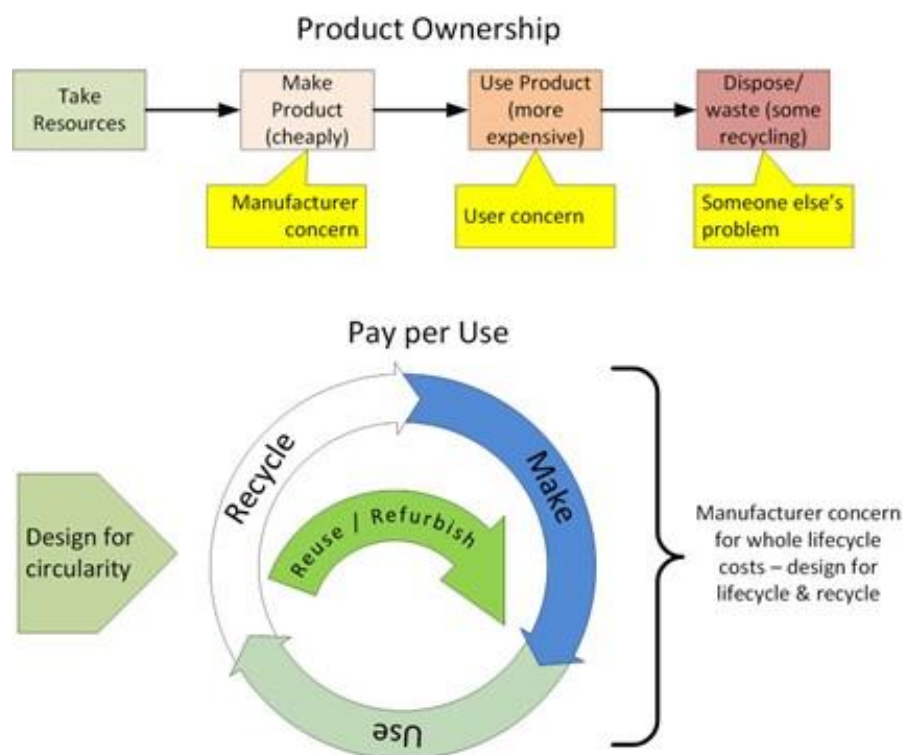 Product Ownership
Take
Resources
Make
Product
(cheaply)
Use Product
(more
expensive)
Dispose/
waste (some
recycling)
Manufacturer
concern
User concern
Someone else’s
problem
Pay per Use
Design for
circularity
Recycle
Reuse / Refurbish
Make
Use
Manufacturer concern
for whole lifecycle
costs – design for
lifecycle & recycle